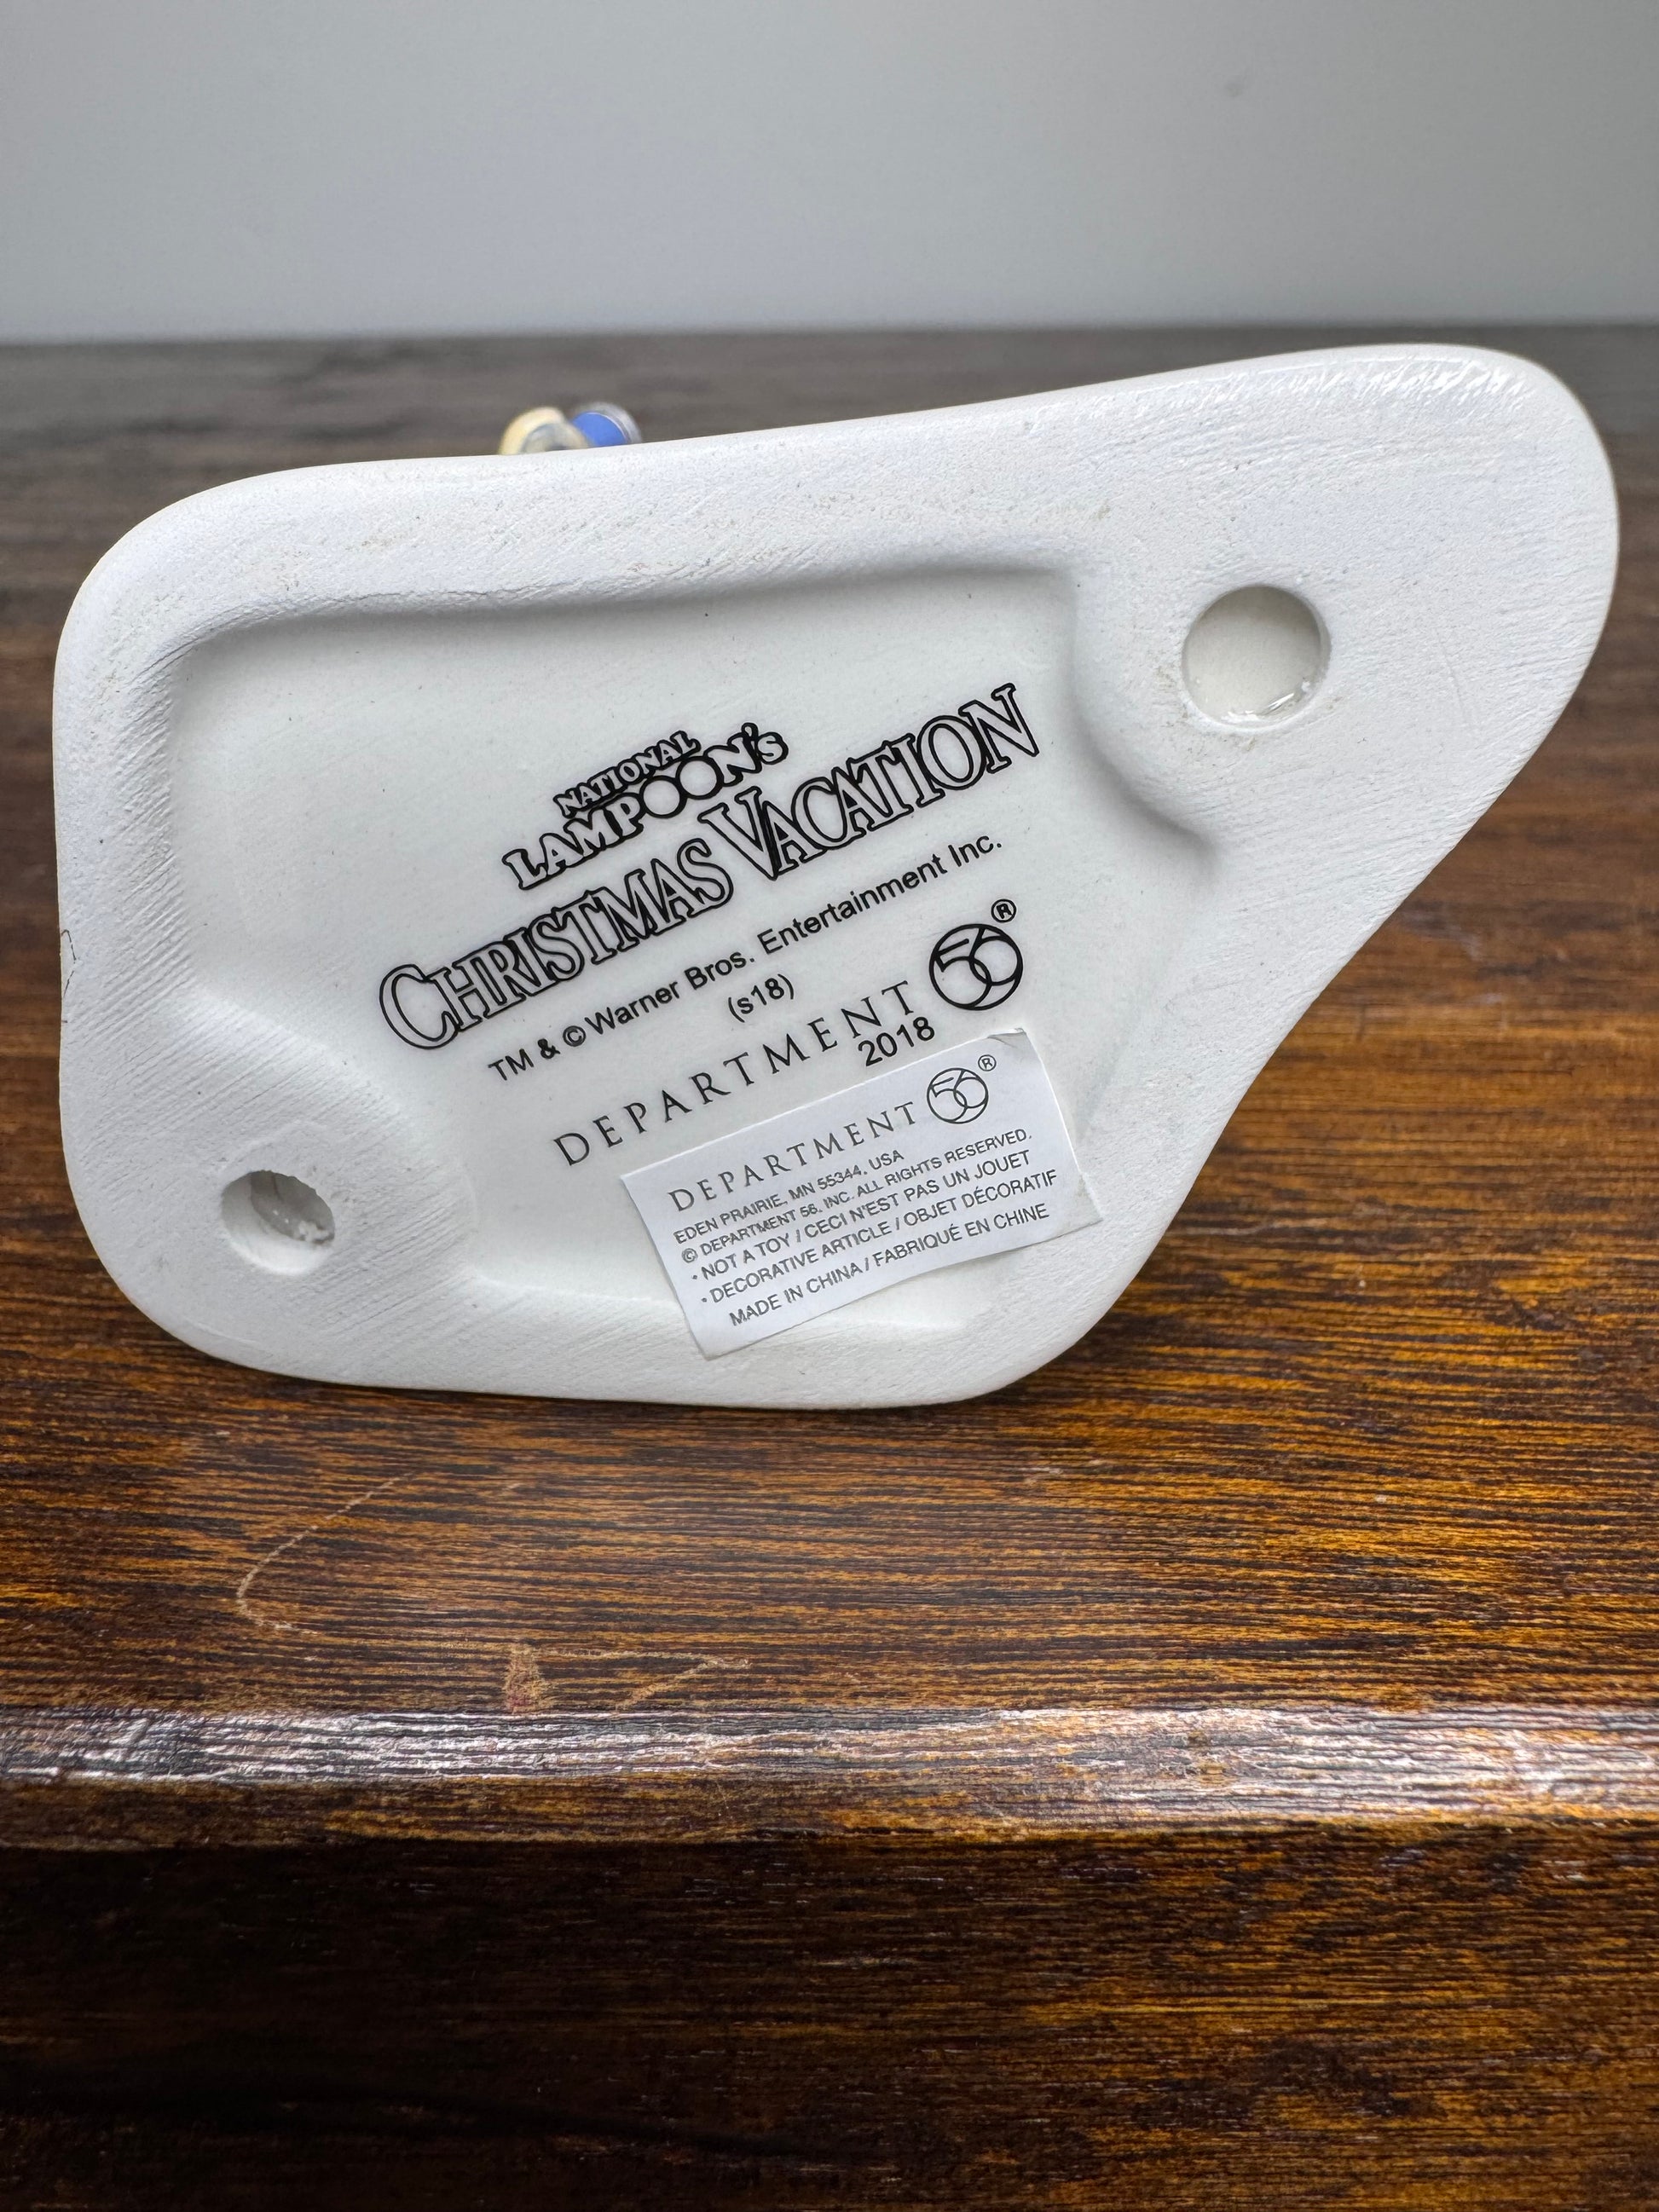 NATIONAL
LAMPOON'S
CHRISTMAS VACATION
TM & © Warner Bros. Entertainment Inc.
(s18)
DEPARTMENT 56®
2018
DEPARTMENT 56®
EDEN PRAIRIE, MN 55344, USA
© DEPARTMENT 56, INC. ALL RIGHTS RESERVED.
• NOT A TOY / CECI N'EST PAS UN JOUET
• DECORATIVE ARTICLE / OBJET DÉCORATIF
MADE IN CHINA / FABRIQUÉ EN CHINE